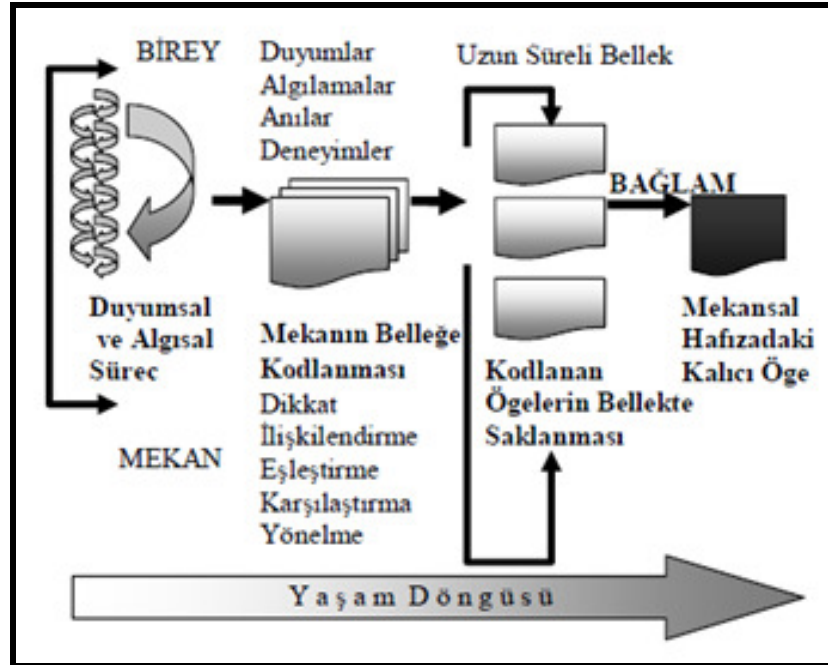 BİREY
Duyumlar
Algılamalar
Anılar
Deneyimler
Uzun Süreli Bellek
BAĞLAM
Duyumsal
ve Algısal
Sürec
MEKAN
Mekanın Belleğe
Kodlanması
Dikkat
İlişkilendirme
Eşleştirme
Karşılaştırma
Yönelme
Kodlanan
Ögelerin Bellekte
Saklanması
Mekansal
Hafızadaki
Kalıcı Öge
Yaşam Döngüsü